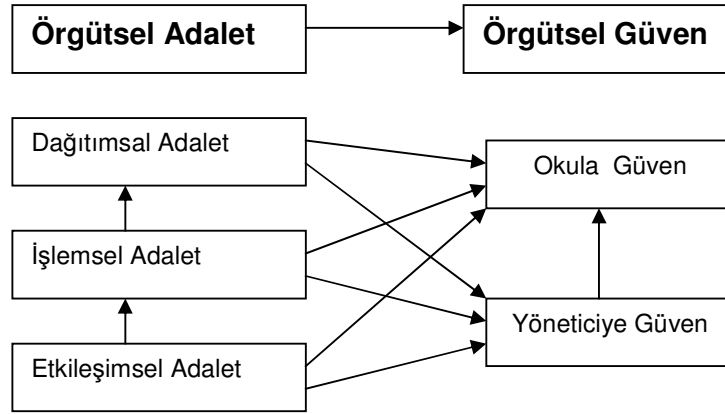 Örgütsel Adalet
Örgütsel Güven
Dağıtımsal Adalet
Okula Güven
İşlemsel Adalet
Yöneticiye Güven
Etkileşimsel Adalet